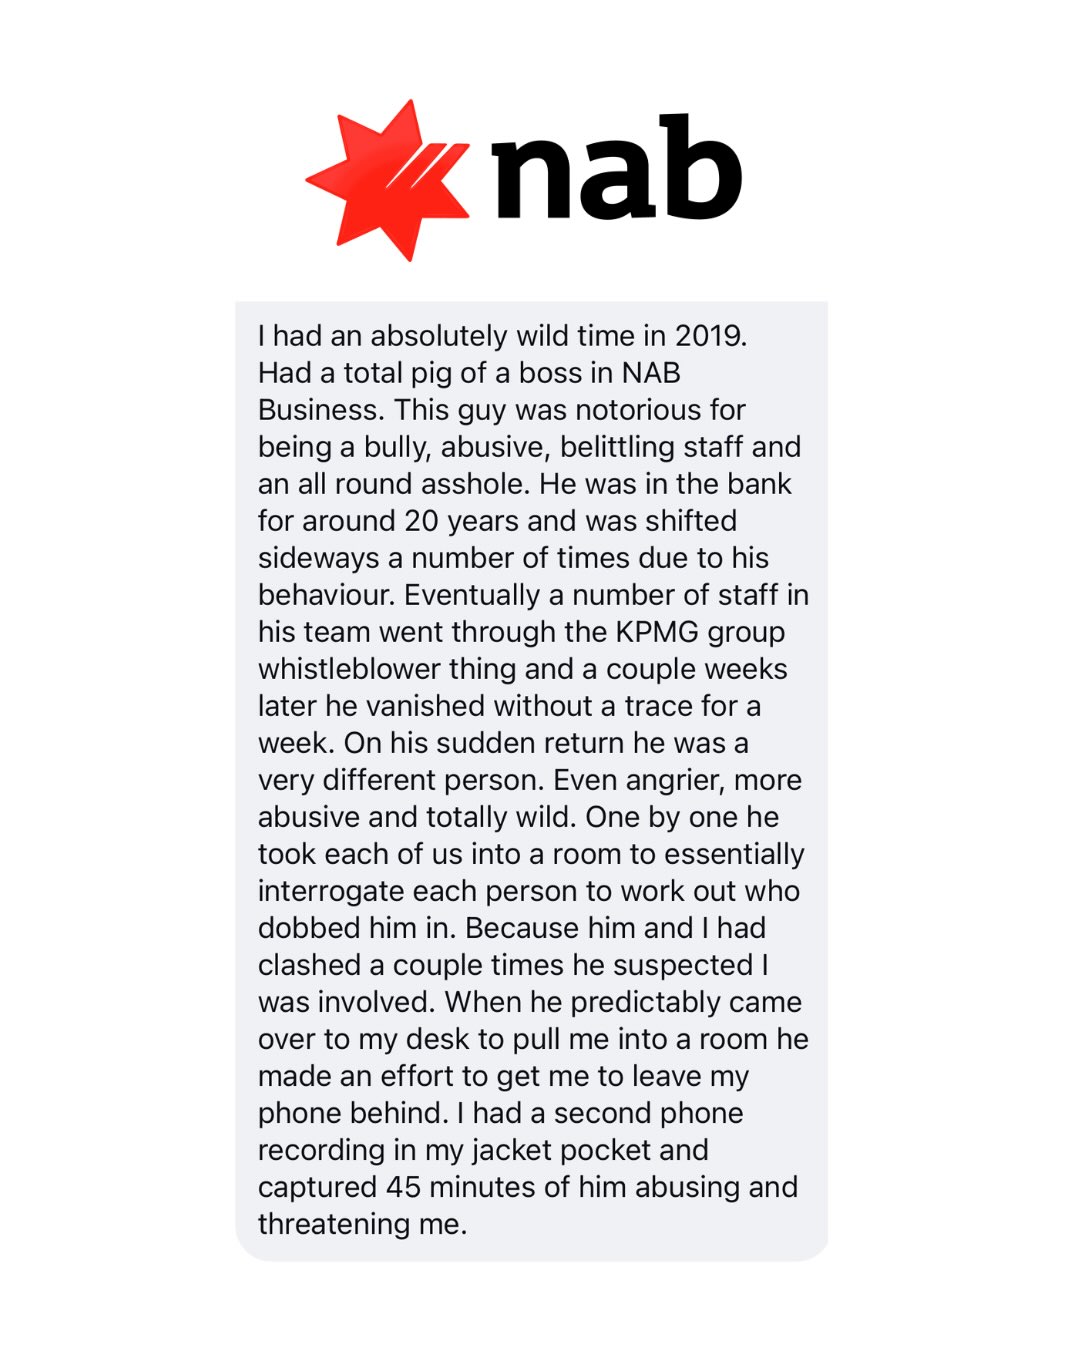 nab
I had an absolutely wild time in 2019.
Had a total pig of a boss in NAB
Business. This guy was notorious for
being a bully, abusive, belittling staff and
an all round asshole. He was in the bank
for around 20 years and was shifted
sideways a number of times due to his
behaviour. Eventually a number of staff in
his team went through the KPMG group
whistleblower thing and a couple weeks
later he vanished without a trace for a
week. On his sudden return he was a
very different person. Even angrier, more
abusive and totally wild. One by one he
took each of us into a room to essentially
interrogate each person to work out who
dobbed him in. Because him and I had
clashed a couple times he suspected I
was involved. When he predictably came
over to my desk to pull me into a room he
made an effort to get me to leave my
phone behind. I had a second phone
recording in my jacket pocket and
captured 45 minutes of him abusing and
threatening me.